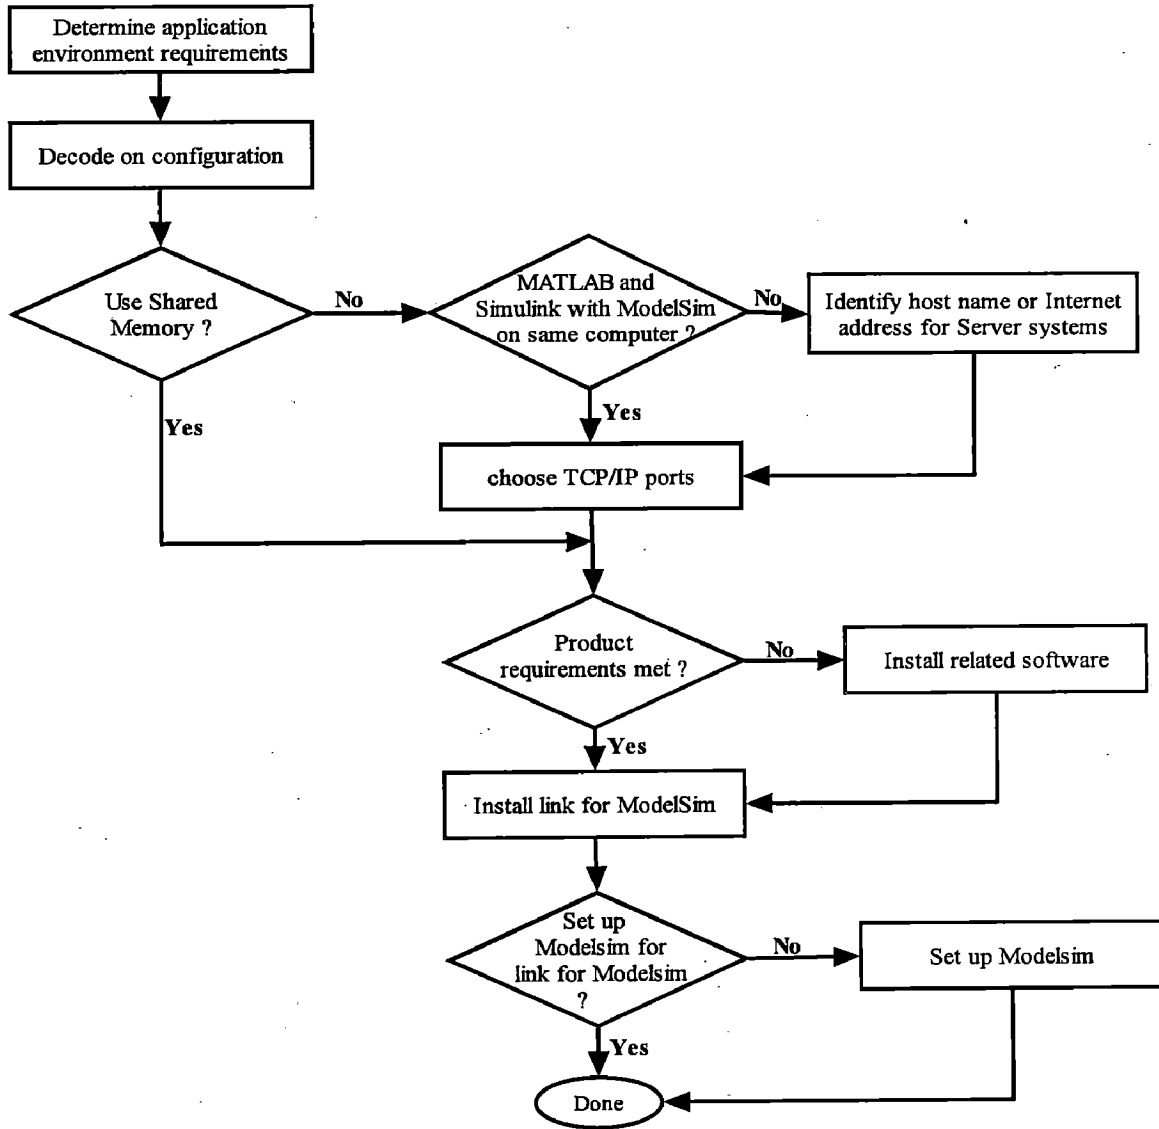 Determine application
environment requirements
Decode on configuration
Use Shared
Memory ?
No
MATLAB and
Simulink with ModelSim
on same computer ?
No
Identify host name or Internet
address for Server systems
Yes
Yes
choose TCP/IP ports
Product
requirements met ?
No
Install related software
Yes
Install link for ModelSim
Set up
Modelsim for
link for Modelsim
?
No
Set up Modelsim
Yes
Done